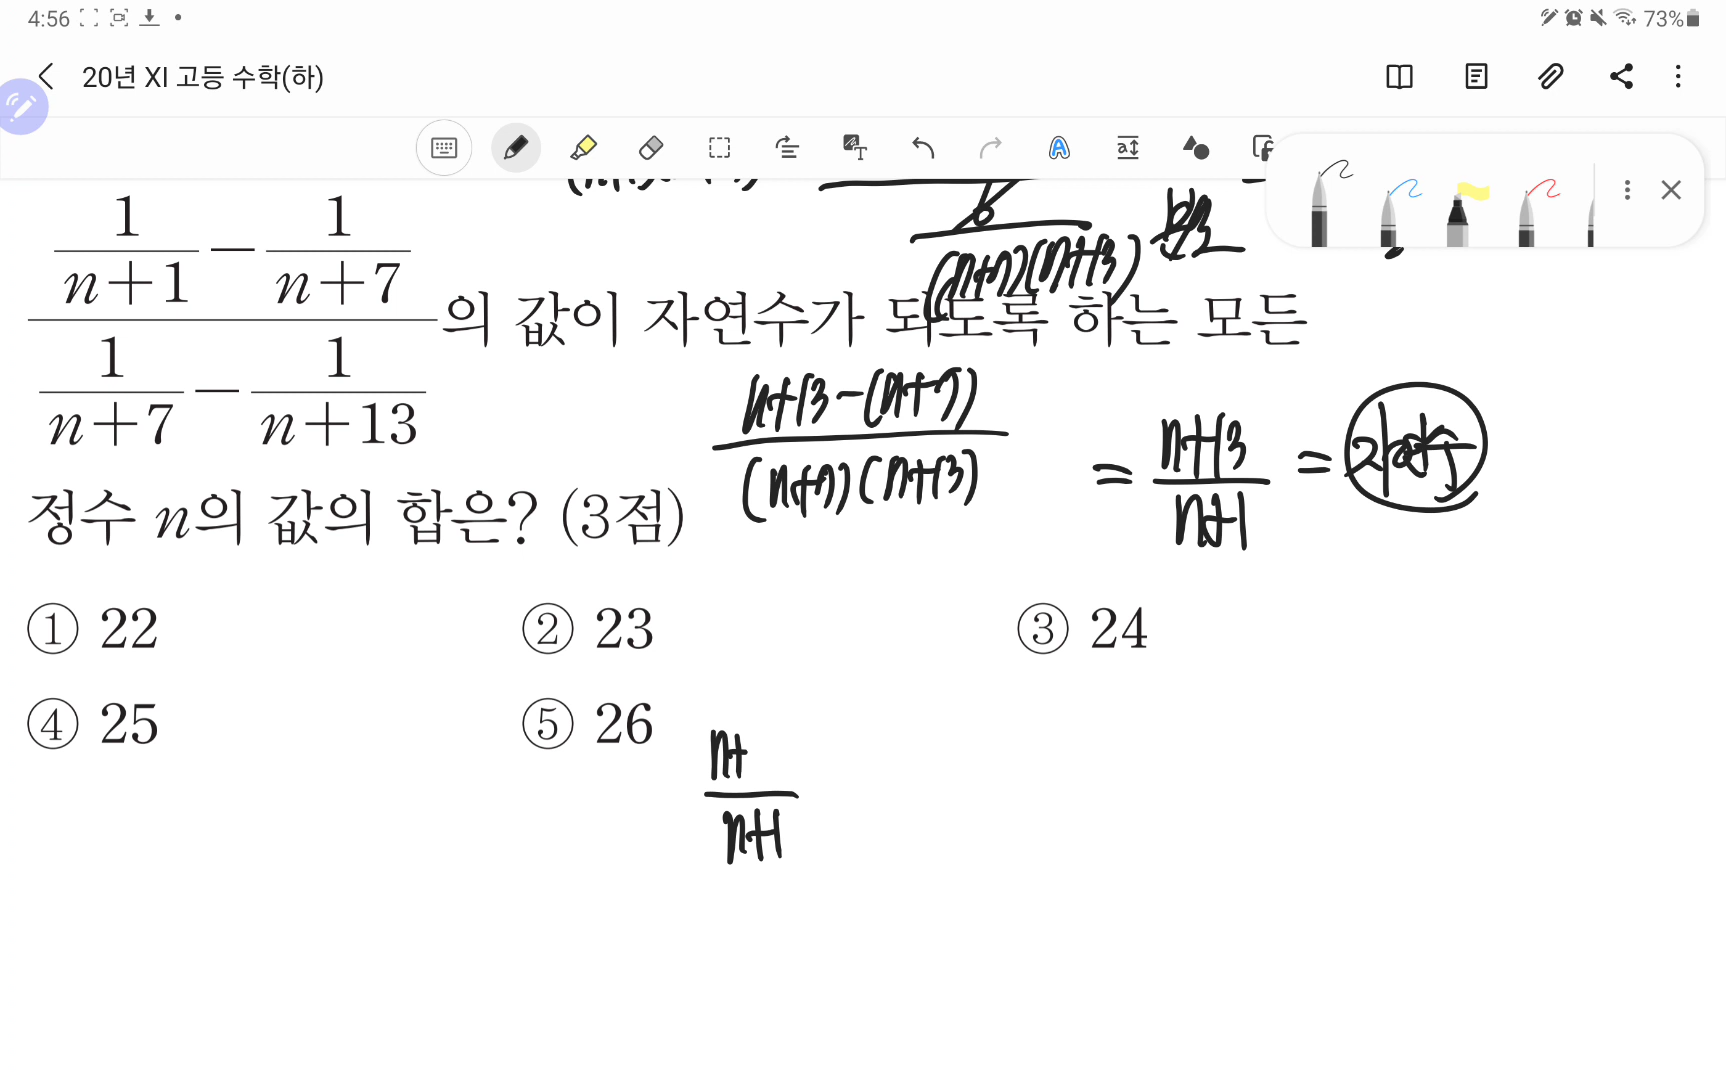 4:56 73%
20년 XI 고등 수학(하)
1/(n+1) − 1/(n+7)
(n+7)(n+13)
1/(n+7) − 1/(n+13)
의 값이 자연수가 되도록 하는 모든
n+13-(n+7)
(n+7)(n+13)
= n+13 / n+1 =
정수 n의 값의 합은? (3점)
① 22 ② 23 ③ 24
④ 25 ⑤ 26
n+
n+1